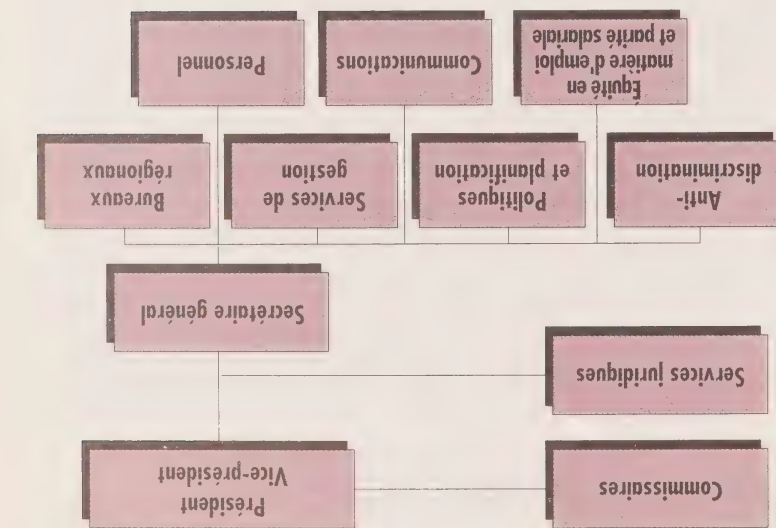 Commissaires
Président
Vice-président
Services juridiques
Secrétaire général
Anti-
discrimination
Politiques
et planification
Services de
gestion
Bureaux
régionaux
Équité en
matière d'emploi
et parité salariale
Communications
Personnel